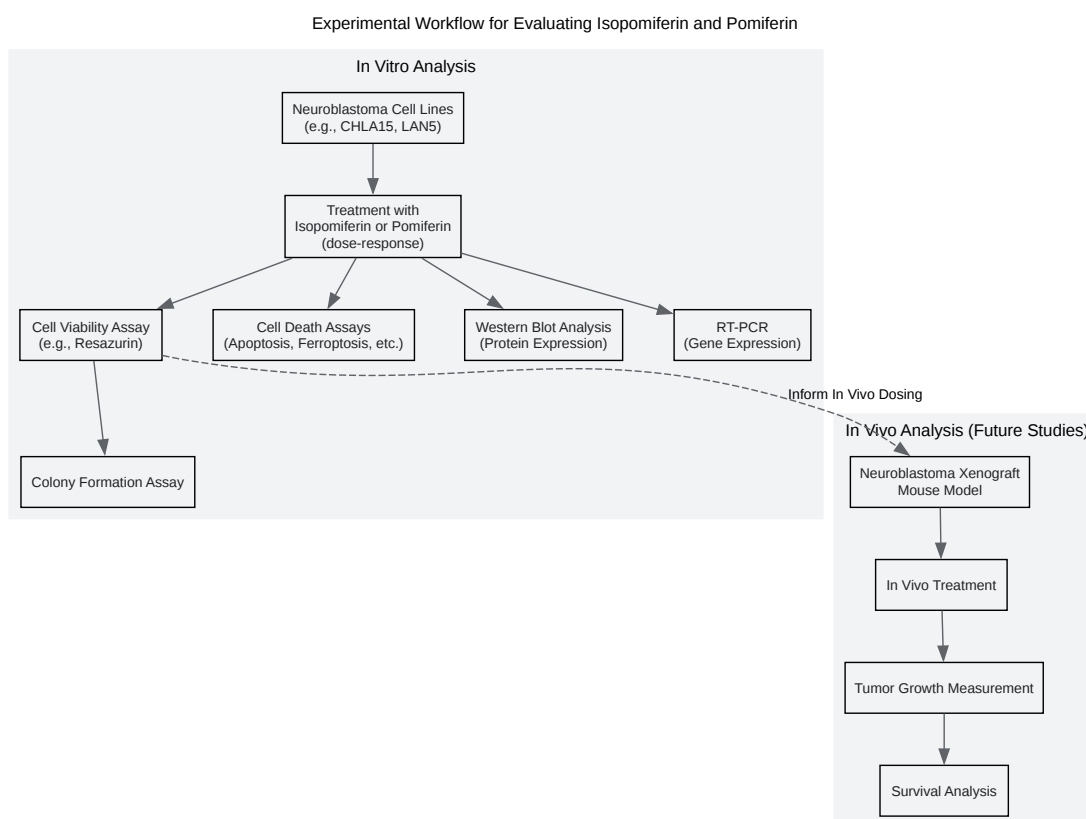 Experimental Workflow for Evaluating Isopomiferin and Pomiferin
In Vitro Analysis
Neuroblastoma Cell Lines
(e.g., CHLA15, LAN5)
Treatment with
Isopomiferin or Pomiferin
(dose-response)
Cell Viability Assay
(e.g., Resazurin)
Cell Death Assays
(Apoptosis, Ferroptosis, etc.)
Western Blot Analysis
(Protein Expression)
RT-PCR
(Gene Expression)
Inform In Vivo Dosing
Colony Formation Assay
In Vivo Analysis (Future Studies)
Neuroblastoma Xenograft
Mouse Model
In Vivo Treatment
Tumor Growth Measurement
Survival Analysis